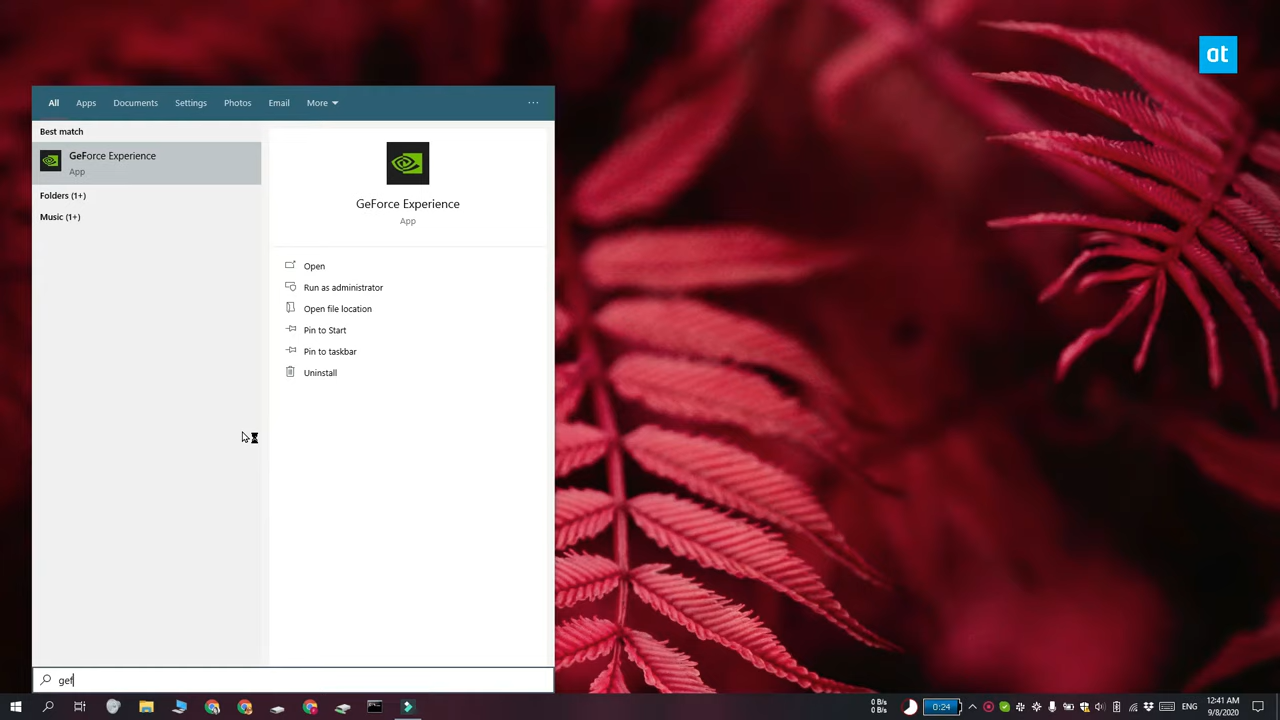 at
All Apps Documents Settings Photos Email More ...
Best match
GeForce Experience
App
Folders (1+)
Music (1+)
GeForce Experience
App
Open
Run as administrator
Open file location
Pin to Start
Pin to taskbar
Uninstall
gef
0 B/s
0 B/s
0:24
ENG
12:41 AM
9/8/2020